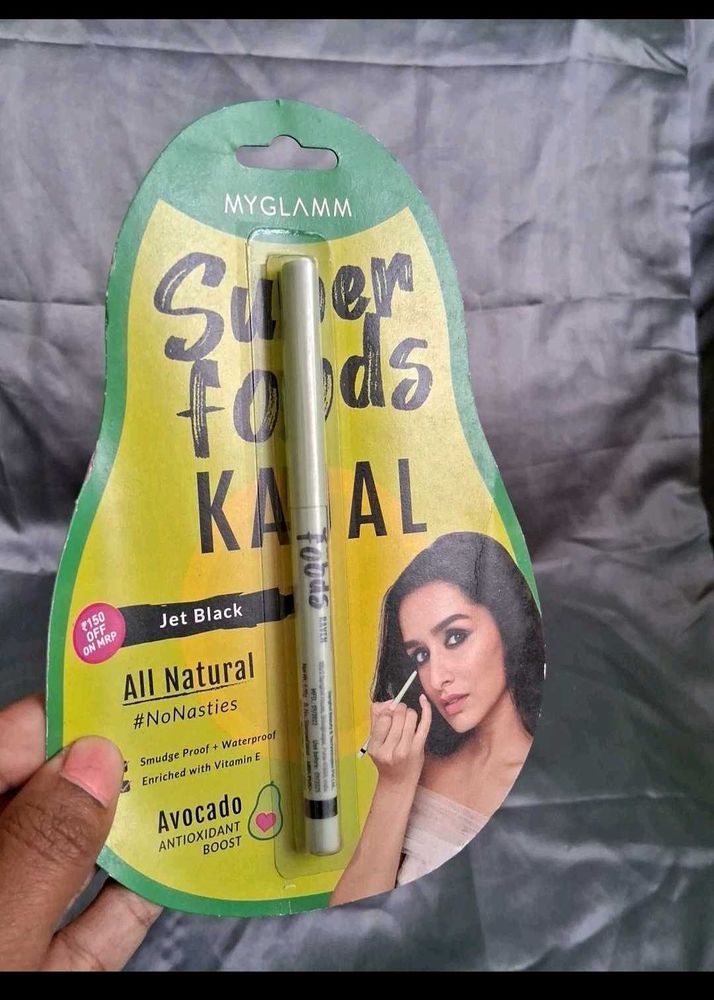 MYGLAMM
Super
foods
KAJAL
₹150
OFF
ON MRP
Jet Black
All Natural
#NoNasties
Smudge Proof + Waterproof
Enriched with Vitamin E
Avocado
ANTIOXIDANT
BOOST
foods
RAVEN